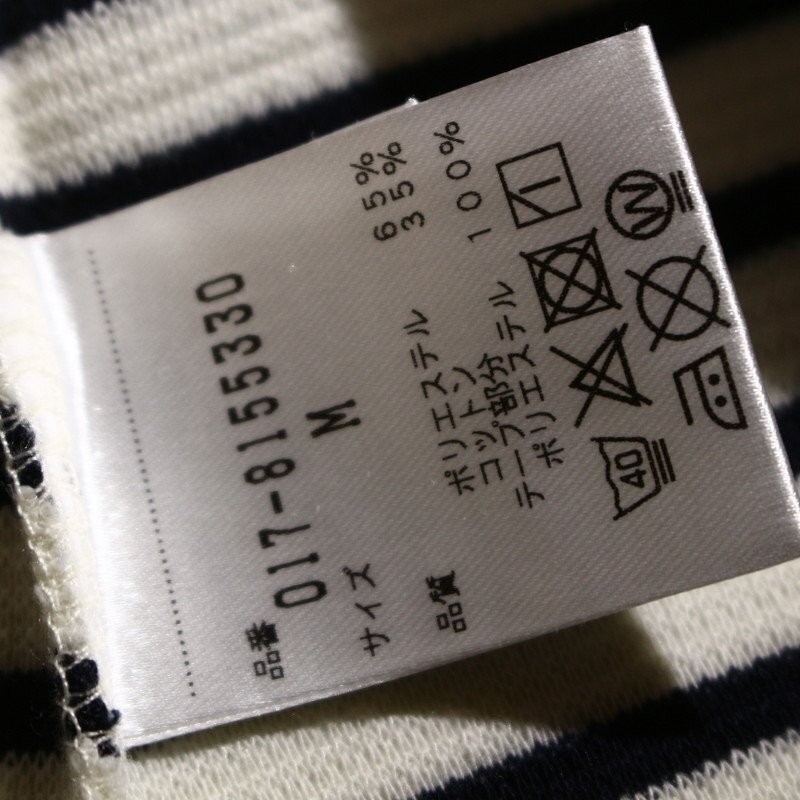 品番 017-8155330
サイズ M
品質 ポリエステル 65%
コットン 35%
テープ部分
ポリエステル 100%
40
W